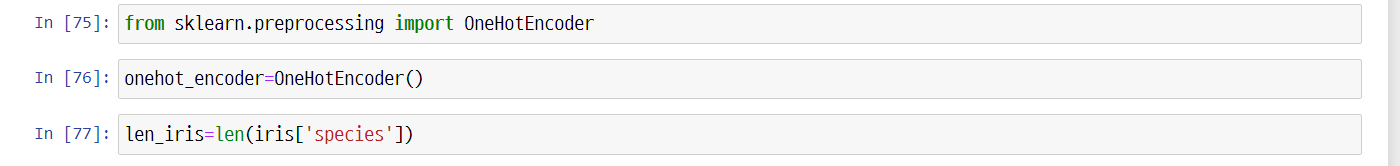 In [75]: from sklearn.preprocessing import OneHotEncoder
In [76]: onehot_encoder=OneHotEncoder()
In [77]: len_iris=len(iris['species'])